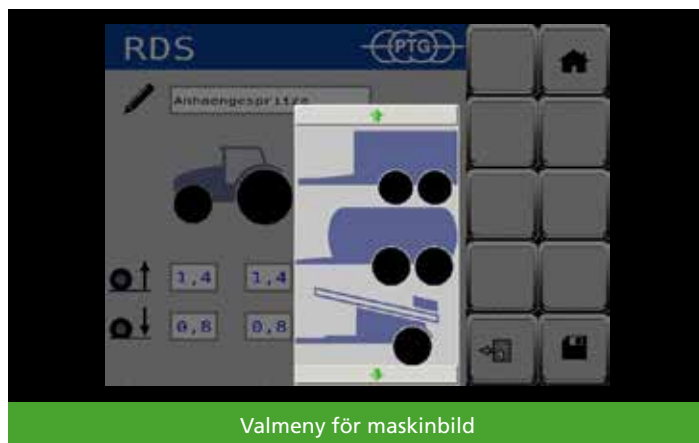 RDS
PTG
Anhaengespritze
1,4 1,4
0,8 0,8
Valmeny för maskinbild